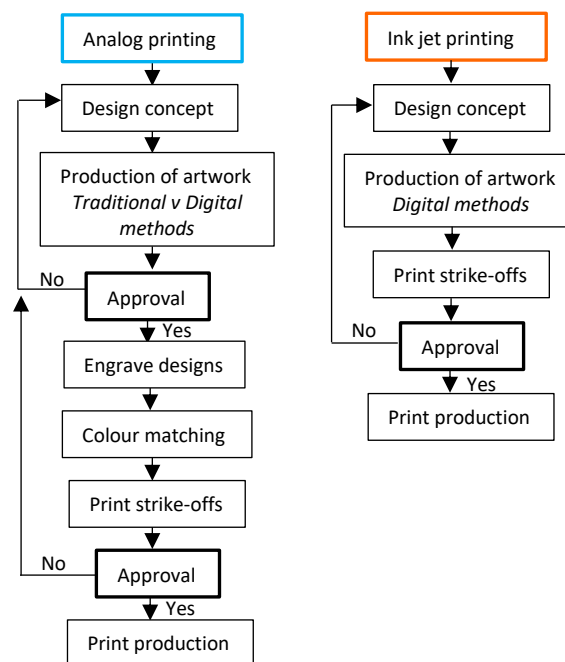 Analog printing
Design concept
Production of artwork
Traditional v Digital
methods
No
Approval
Yes
Engrave designs
Colour matching
Print strike-offs
No
Approval
Yes
Print production
Ink jet printing
Design concept
Production of artwork
Digital methods
Print strike-offs
No
Approval
Yes
Print production